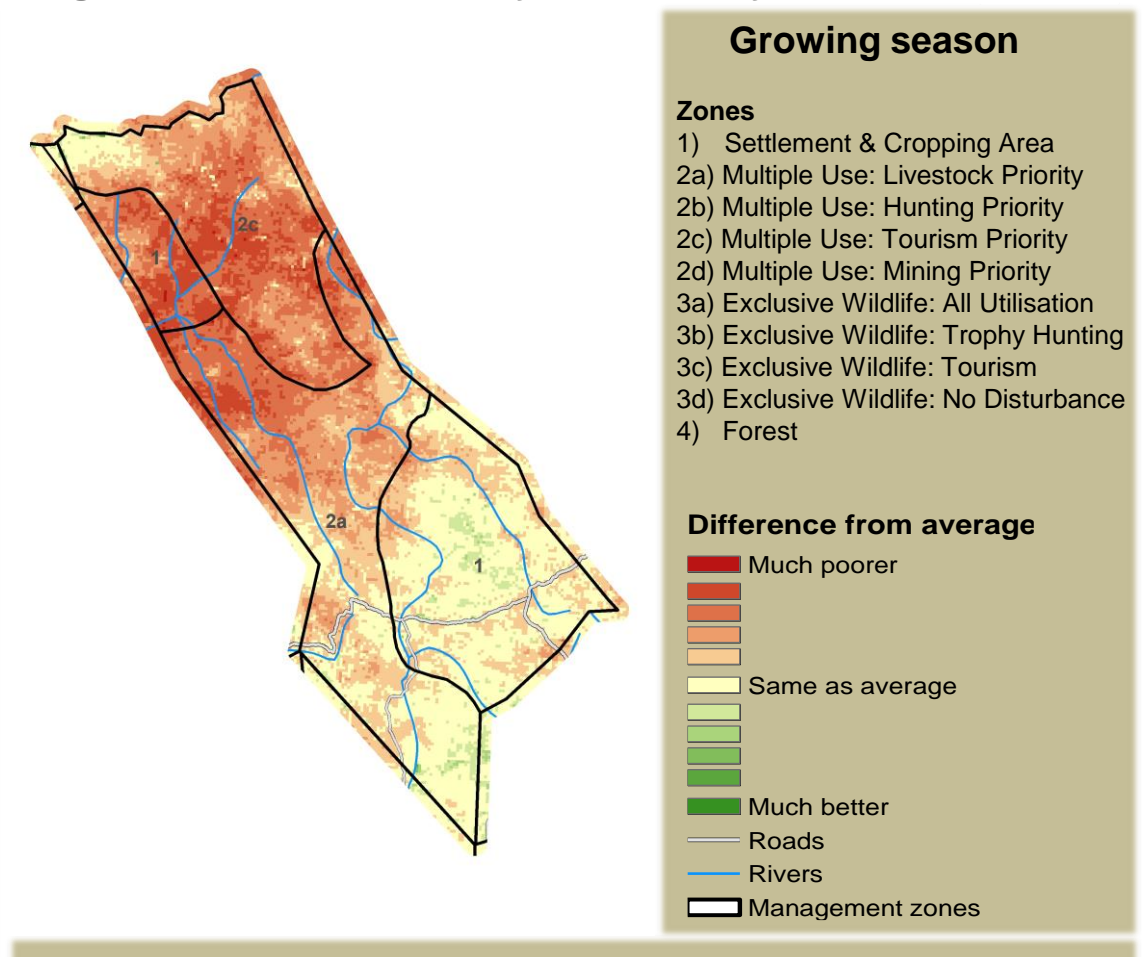 Growing season
Zones
1) Settlement & Cropping Area
2a) Multiple Use: Livestock Priority
2b) Multiple Use: Hunting Priority
2c) Multiple Use: Tourism Priority
2d) Multiple Use: Mining Priority
3a) Exclusive Wildlife: All Utilisation
3b) Exclusive Wildlife: Trophy Hunting
3c) Exclusive Wildlife: Tourism
3d) Exclusive Wildlife: No Disturbance
4) Forest
Difference from average
Much poorer
Same as average
Much better
Roads
Rivers
Management zones
2c
1
2a
1